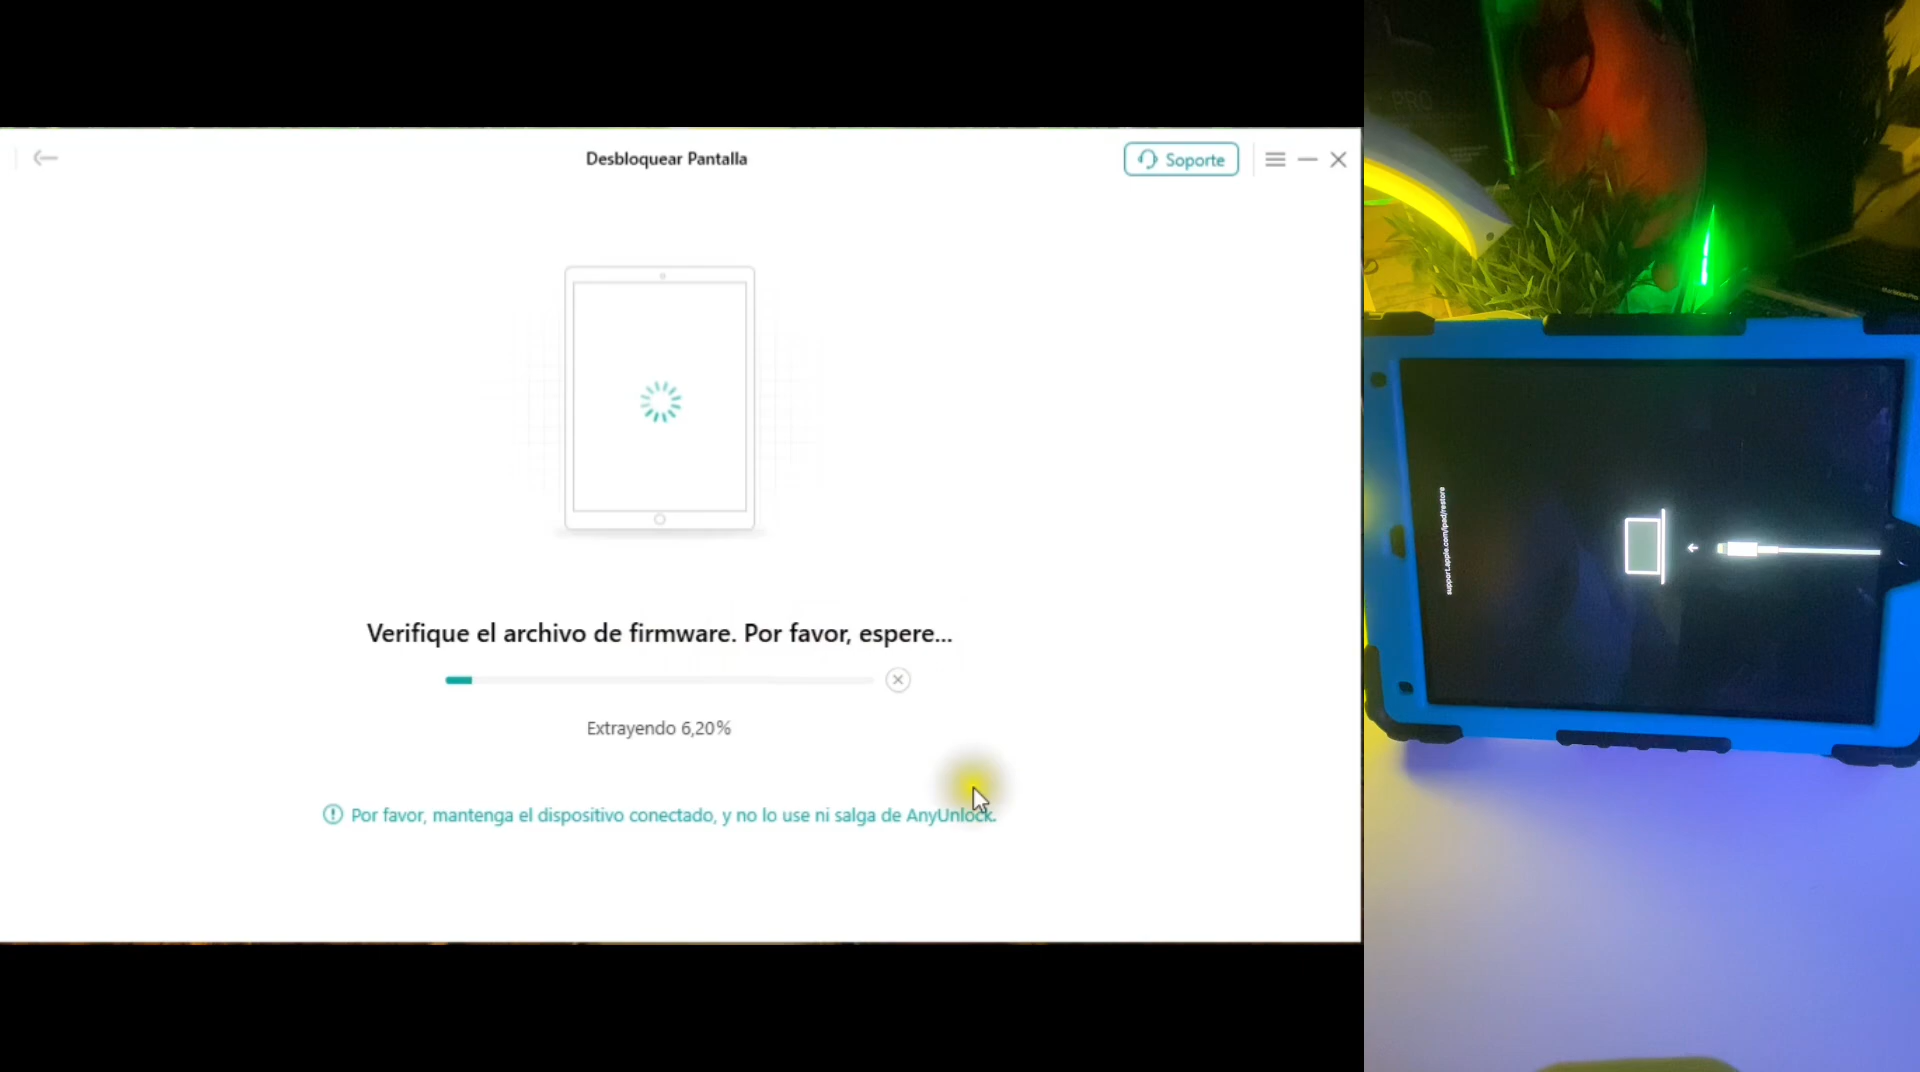 Desbloquear Pantalla
Soporte
Verifique el archivo de firmware. Por favor, espere...
Extrayendo 6,20%
Por favor, mantenga el dispositivo conectado, y no lo use ni salga de AnyUnlock.
PRO
support.apple.com/ipad/restore